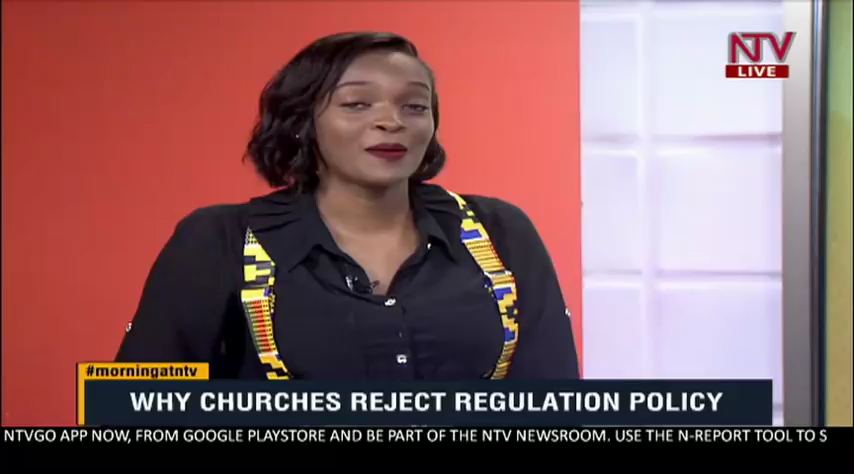 NTV
LIVE
#morningatntv
WHY CHURCHES REJECT REGULATION POLICY
NTVGO APP NOW, FROM GOOGLE PLAYSTORE AND BE PART OF THE NTV NEWSROOM. USE THE N-REPORT TOOL TO S